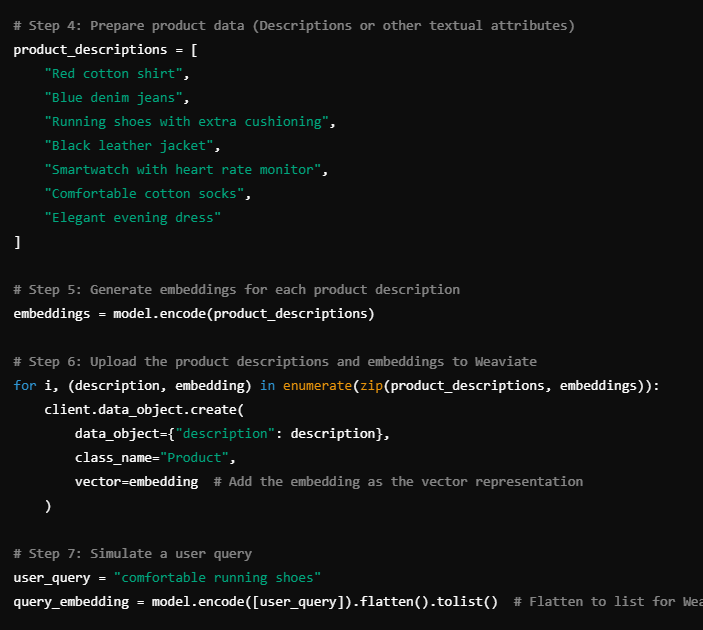 # Step 4: Prepare product data (Descriptions or other textual attributes)
product_descriptions = [
    "Red cotton shirt",
    "Blue denim jeans",
    "Running shoes with extra cushioning",
    "Black leather jacket",
    "Smartwatch with heart rate monitor",
    "Comfortable cotton socks",
    "Elegant evening dress"
]
# Step 5: Generate embeddings for each product description
embeddings = model.encode(product_descriptions)
# Step 6: Upload the product descriptions and embeddings to Weaviate
for i, (description, embedding) in enumerate(zip(product_descriptions, embeddings)):
    client.data_object.create(
        data_object={"description": description},
        class_name="Product",
        vector=embedding  # Add the embedding as the vector representation
    )
# Step 7: Simulate a user query
user_query = "comfortable running shoes"
query_embedding = model.encode([user_query]).flatten().tolist()  # Flatten to list for